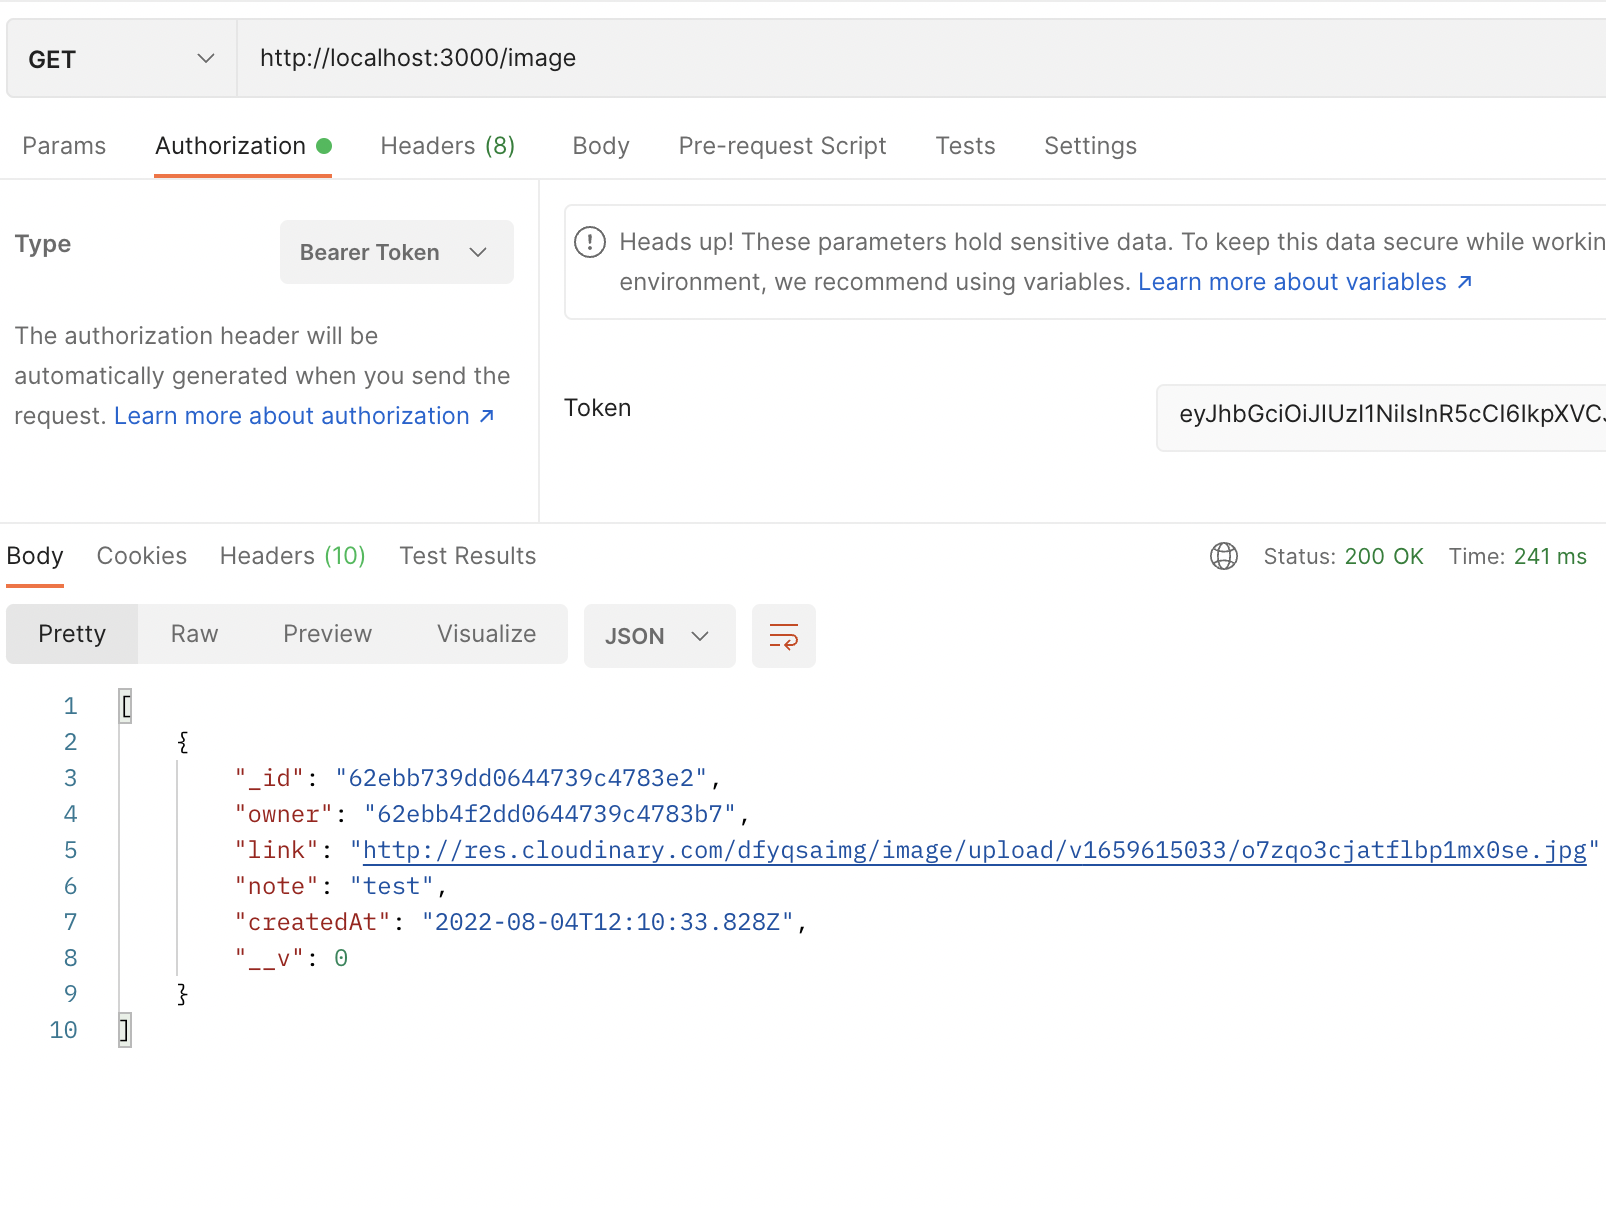 GET http://localhost:3000/image
Params Authorization Headers (8) Body Pre-request Script Tests Settings
Type Bearer Token
The authorization header will be
automatically generated when you send the
request. Learn more about authorization ↗
Heads up! These parameters hold sensitive data. To keep this data secure while workin
environment, we recommend using variables. Learn more about variables ↗
Token eyJhbGciOiJIUzI1NiIsInR5cCI6IkpXVCJ
Body Cookies Headers (10) Test Results Status: 200 OK Time: 241 ms
Pretty Raw Preview Visualize JSON
1 [
2 {
3 "_id": "62ebb739dd0644739c4783e2",
4 "owner": "62ebb4f2dd0644739c4783b7",
5 "link": "http://res.cloudinary.com/dfyqsaimg/image/upload/v1659615033/o7zqo3cjatflbp1mx0se.jpg"
6 "note": "test",
7 "createdAt": "2022-08-04T12:10:33.828Z",
8 "__v": 0
9 }
10 ]